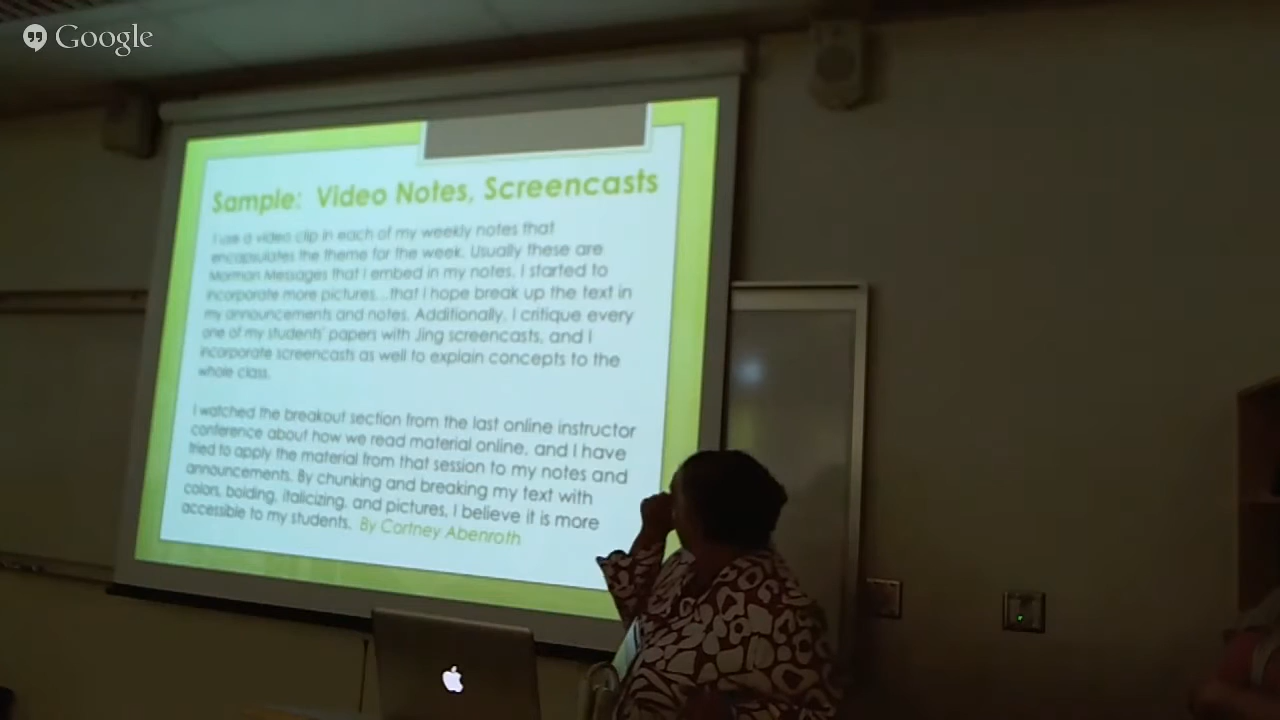 Google
Sample: Video Notes, Screencasts
I use a video clip in each of my weekly notes that
encapsulates the theme for the week. Usually these are
Mormon Messages that I embed in my notes. I started to
incorporate more pictures...that I hope break up the text in
my announcements and notes. Additionally, I critique every
one of my students' papers with Jing screencasts, and I
incorporate screencasts as well to explain concepts to the
whole class.
I watched the breakout section from the last online instructor
conference about how we read material online, and I have
tried to apply the material from that session to my notes and
announcements. By chunking and breaking my text with
colors, bolding, italicizing, and pictures, I believe it is more
accessible to my students. By Cortney Abenroth